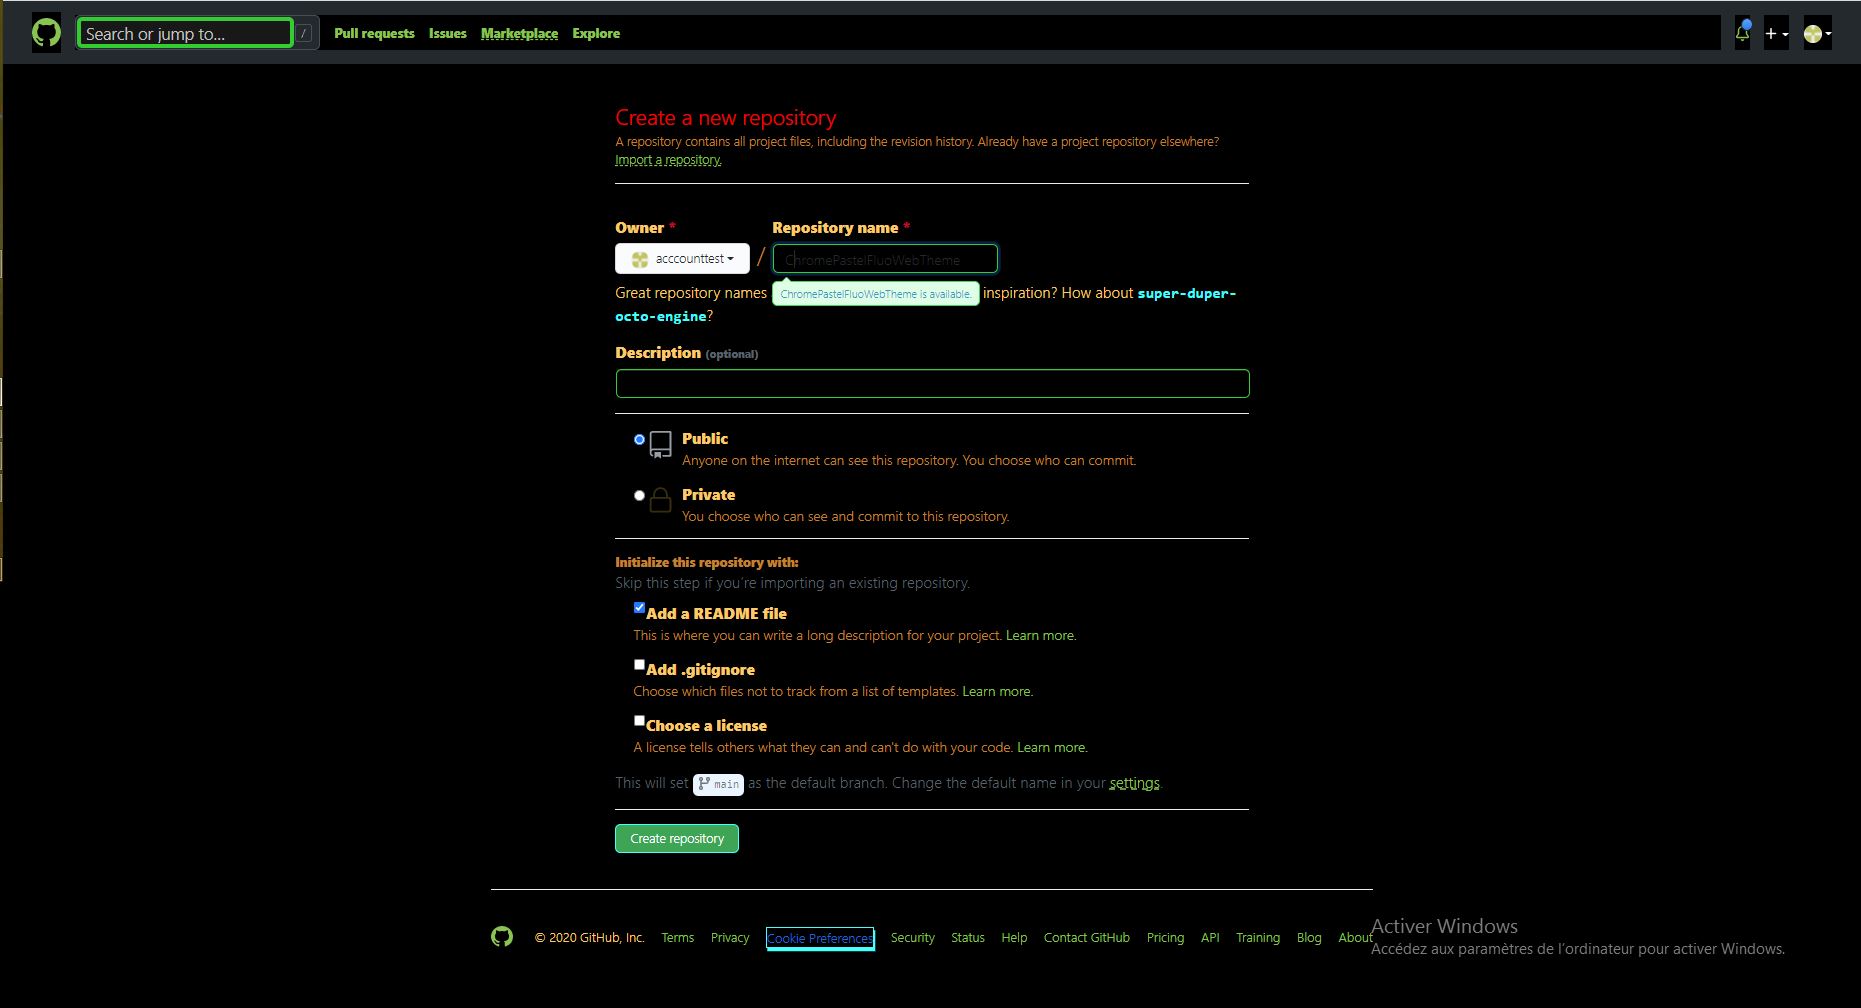 Search or jump to... / Pull requests Issues Marketplace Explore
Create a new repository
A repository contains all project files, including the revision history. Already have a project repository elsewhere?
Import a repository.
Owner * Repository name *
acccounttest / ChromePastelFluoWebTheme
Great repository names ChromePastelFluoWebTheme is available. inspiration? How about super-duper-
octo-engine?
Description (optional)
Public
Anyone on the internet can see this repository. You choose who can commit.
Private
You choose who can see and commit to this repository.
Initialize this repository with:
Skip this step if you're importing an existing repository.
Add a README file
This is where you can write a long description for your project. Learn more.
Add .gitignore
Choose which files not to track from a list of templates. Learn more.
Choose a license
A license tells others what they can and can't do with your code. Learn more.
This will set main as the default branch. Change the default name in your settings.
Create repository
© 2020 GitHub, Inc. Terms Privacy Cookie Preferences Security Status Help Contact GitHub Pricing API Training Blog About
Activer Windows
Accédez aux paramètres de l'ordinateur pour activer Windows.